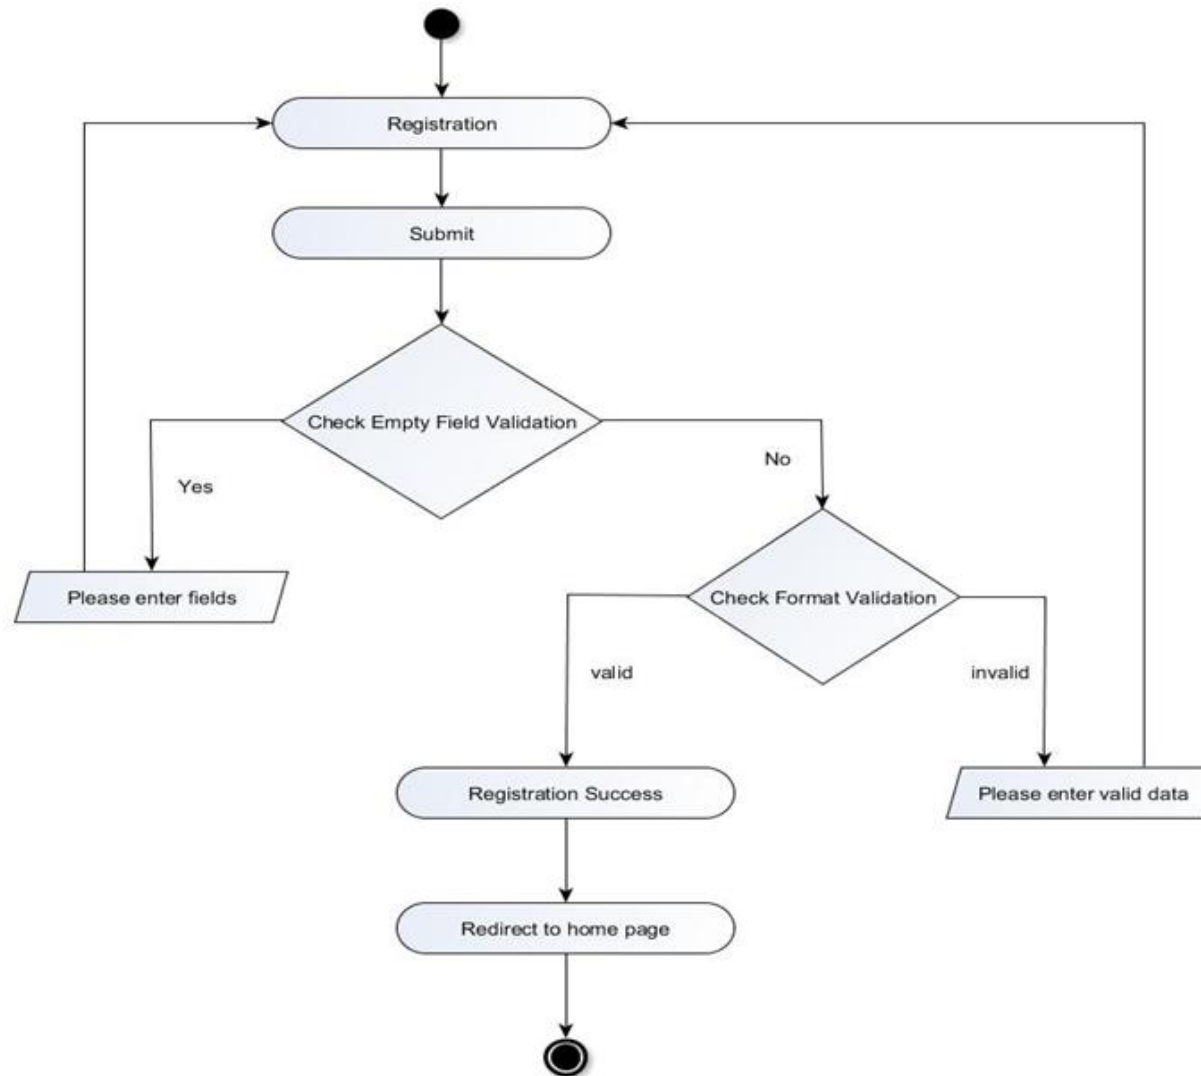 Registration
Submit
Check Empty Field Validation
No
Yes
Please enter fields
Check Format Validation
valid
invalid
Registration Success
Please enter valid data
Redirect to home page